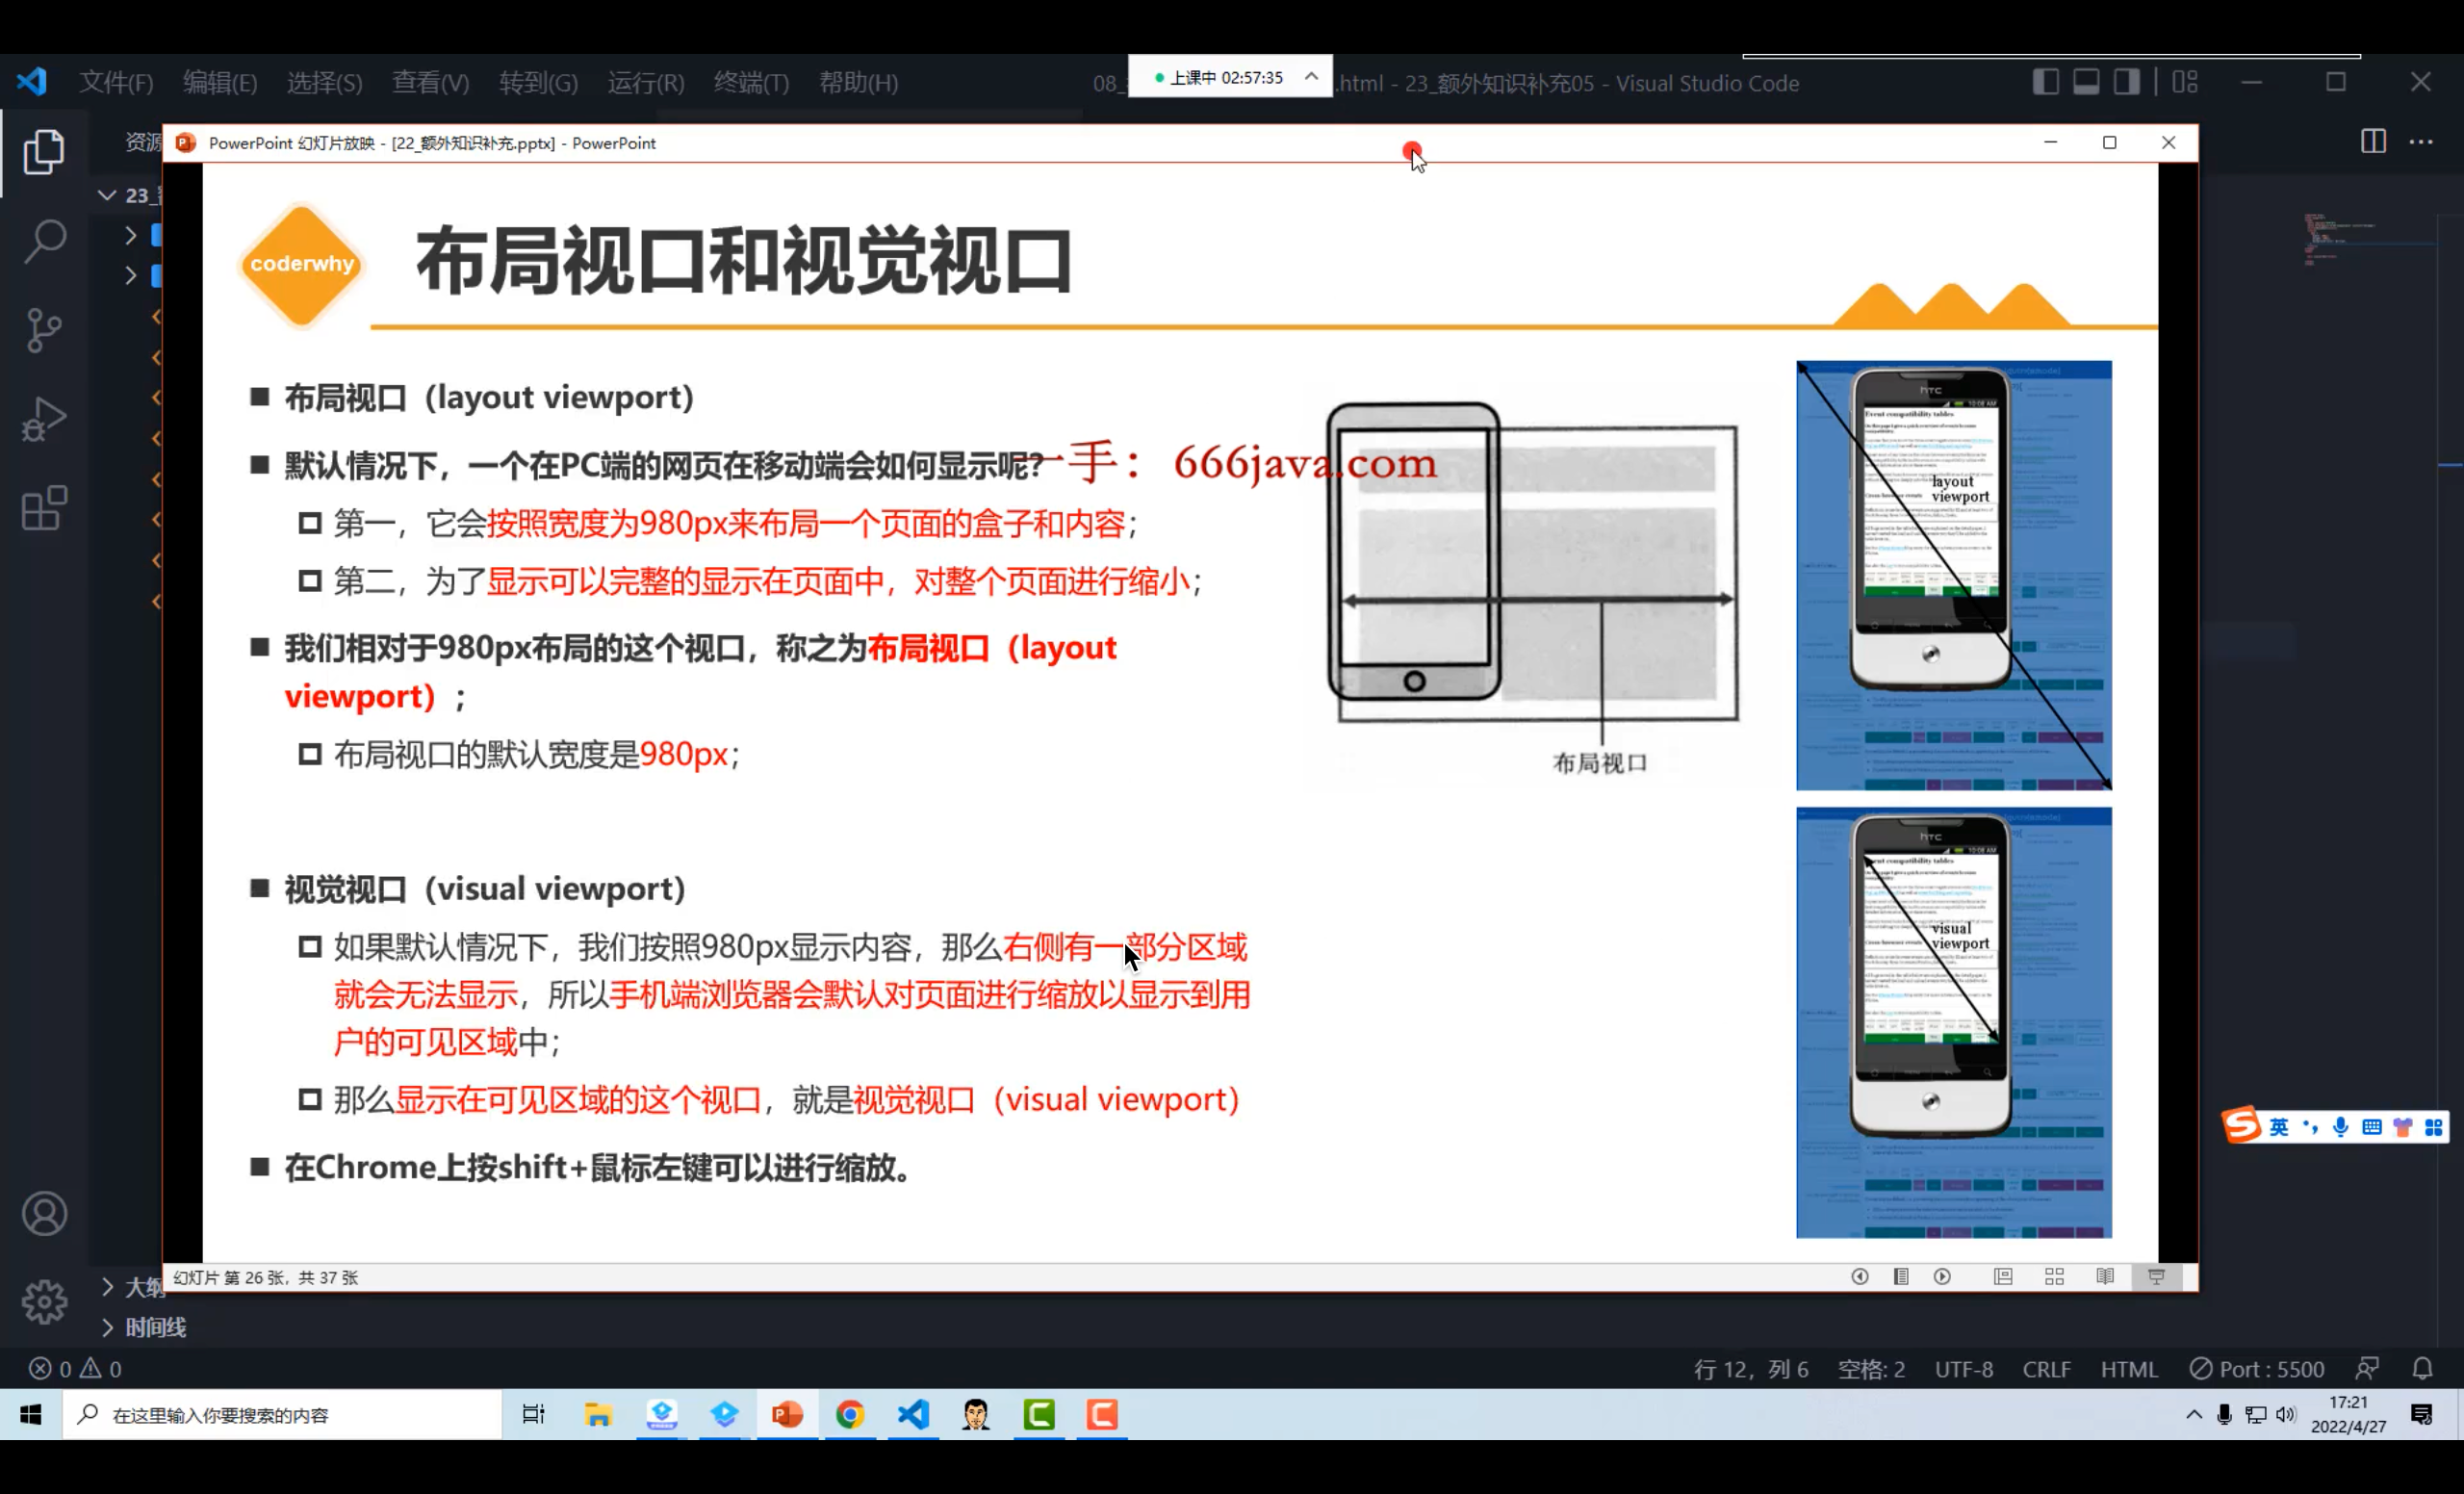 文件(F) 编辑(E) 选择(S) 查看(V) 转到(G) 运行(R) 终端(T) 帮助(H)
08_
上课中 02:57:35
.html - 23_额外知识补充05 - Visual Studio Code
资源
PowerPoint 幻灯片放映 - [22_额外知识补充.pptx] - PowerPoint
23_
coderwhy
布局视口和视觉视口
布局视口（layout viewport）
默认情况下，一个在PC端的网页在移动端会如何显示呢?
一手： 666java.com
第一，它会按照宽度为980px来布局一个页面的盒子和内容；
第二，为了显示可以完整的显示在页面中，对整个页面进行缩小；
我们相对于980px布局的这个视口，称之为布局视口（layout
viewport）；
布局视口的默认宽度是980px；
布局视口
hTC
10:08 AM
Event compatibility tables
layout
viewport
视觉视口（visual viewport）
如果默认情况下，我们按照980px显示内容，那么右侧有一部分区域
就会无法显示，所以手机端浏览器会默认对页面进行缩放以显示到用
户的可见区域中；
那么显示在可见区域的这个视口，就是视觉视口（visual viewport）
在Chrome上按shift+鼠标左键可以进行缩放。
hTC
10:08 AM
visual
viewport
英
幻灯片 第 26 张，共 37 张
大纲
时间线
0 0
行 12，列 6 空格: 2 UTF-8 CRLF HTML Port : 5500
在这里输入你要搜索的内容
17:21
2022/4/27